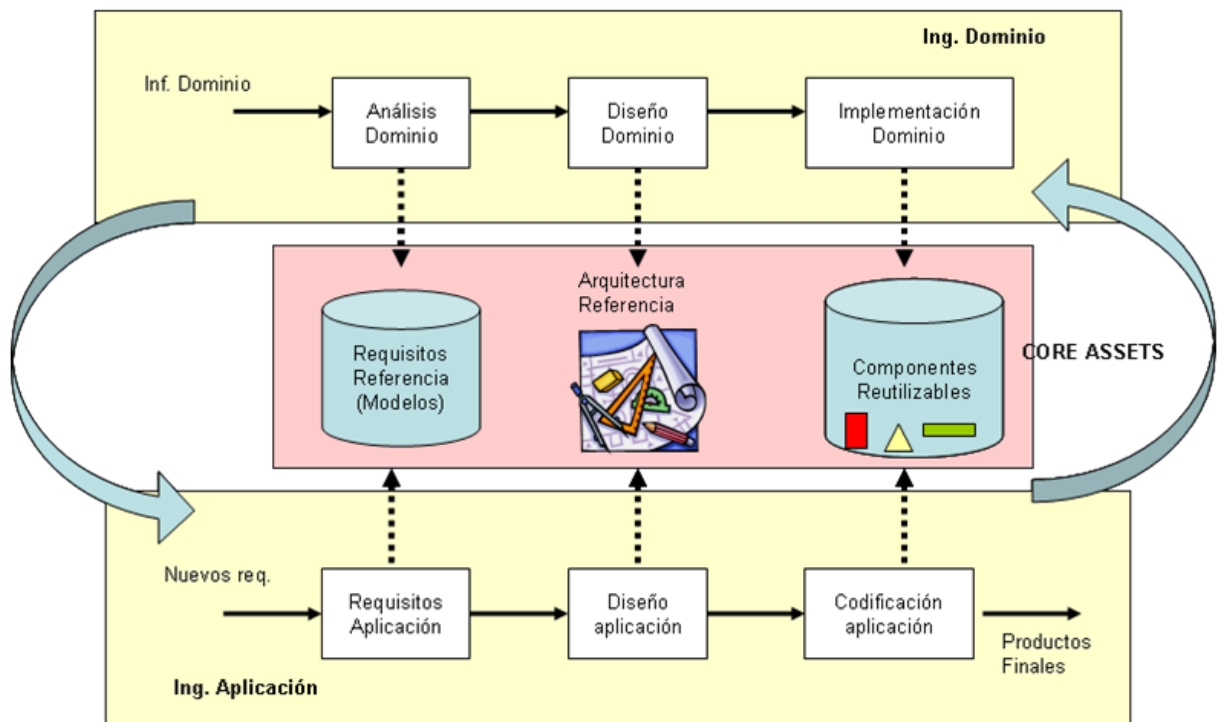 Ing. Dominio
Inf. Dominio
Análisis
Dominio
Diseño
Dominio
Implementación
Dominio
Arquitectura
Referencia
Requisitos
Referencia
(Modelos)
Componentes
Reutilizables
CORE ASSETS
Nuevos req.
Requisitos
Aplicación
Diseño
aplicación
Codificación
aplicación
Productos
Finales
Ing. Aplicación